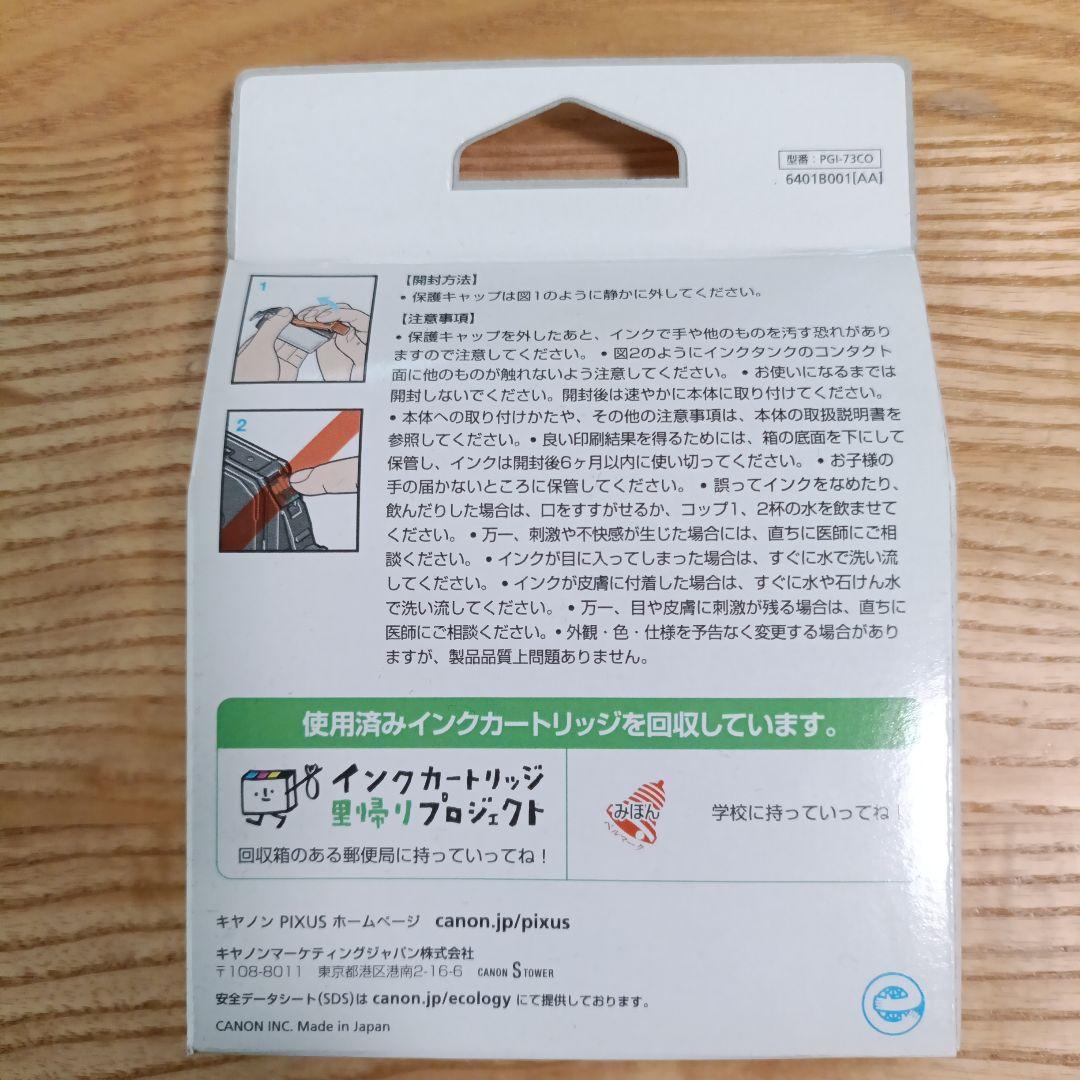 型番：PGI-73CO
6401B001[AA]
1
【開封方法】
・保護キャップは図1のように静かに外してください。
【注意事項】
・保護キャップを外したあと、インクで手や他のものを汚す恐れがあり
ますので注意してください。・図2のようにインクタンクのコンタクト
面に他のものが触れないよう注意してください。・お使いになるまでは
開封しないでください。開封後は速やかに本体に取り付けてください。
2
・本体への取り付けかたや、その他の注意事項は、本体の取扱説明書を
参照してください。・良い印刷結果を得るためには、箱の底面を下にして
保管し、インクは開封後6ヶ月以内に使い切ってください。・お子様の
手の届かないところに保管してください。・誤ってインクをなめたり、
飲んだりした場合は、口をすすがせるか、コップ1、2杯の水を飲ませて
ください。・万一、刺激や不快感が生じた場合には、直ちに医師にご相
談ください。・インクが目に入ってしまった場合は、すぐに水で洗い流
してください。・インクが皮膚に付着した場合は、すぐに水や石けん水
で洗い流してください。・万一、目や皮膚に刺激が残る場合は、直ちに
医師にご相談ください。・外観・色・仕様を予告なく変更する場合があり
ますが、製品品質上問題ありません。
使用済みインクカートリッジを回収しています。
インクカートリッジ
里帰りプロジェクト
回収箱のある郵便局に持っていってね！
みほん
ベルマーク
学校に持っていってね！
キヤノン PIXUS ホームページ canon.jp/pixus
キヤノンマーケティングジャパン株式会社
〒108-8011 東京都港区港南2-16-6 CANON S TOWER
安全データシート(SDS)は canon.jp/ecology にて提供しております。
CANON INC. Made in Japan